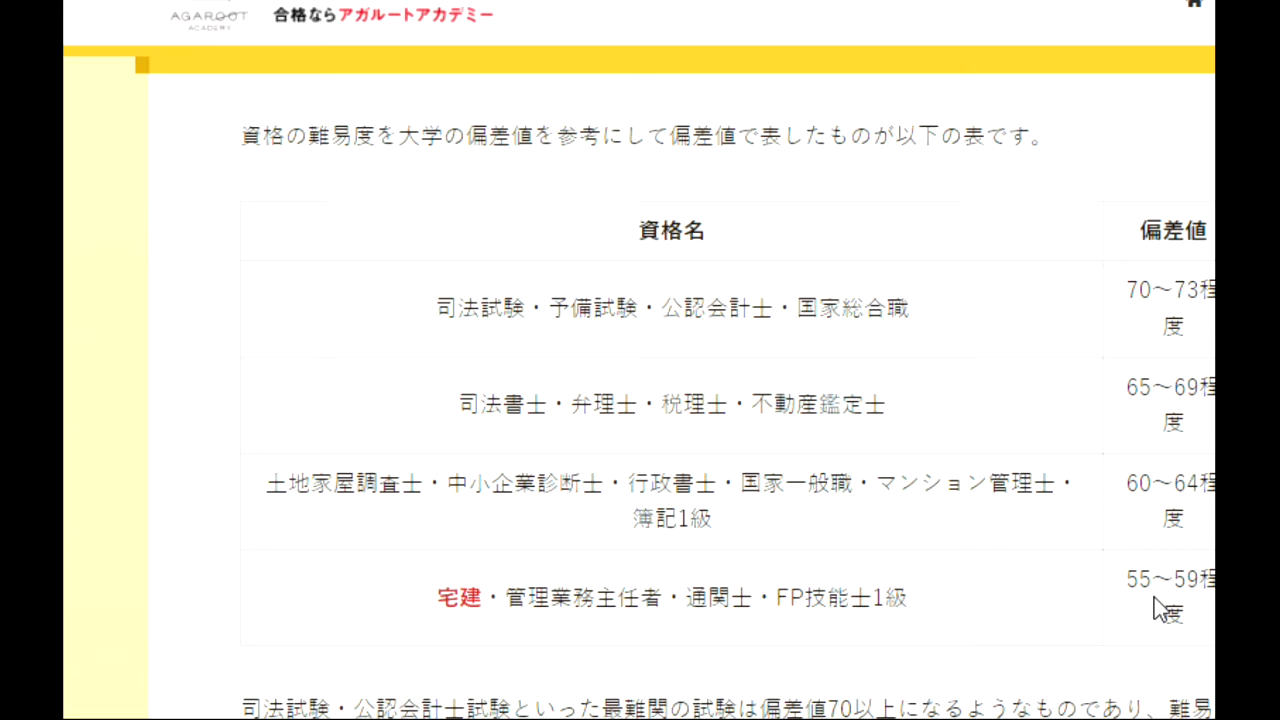 AGAROOT
ACADEMY
合格ならアガルートアカデミー
資格の難易度を大学の偏差値を参考にして偏差値で表したものが以下の表です。
資格名
偏差値
司法試験・予備試験・公認会計士・国家総合職
70〜73程
度
司法書士・弁理士・税理士・不動産鑑定士
65〜69程
度
土地家屋調査士・中小企業診断士・行政書士・国家一般職・マンション管理士・
簿記1級
60〜64程
度
宅建・管理業務主任者・通関士・FP技能士1級
55〜59程
度
司法試験・公認会計士試験といった最難関の試験は偏差値70以上になるようなものであり、難易